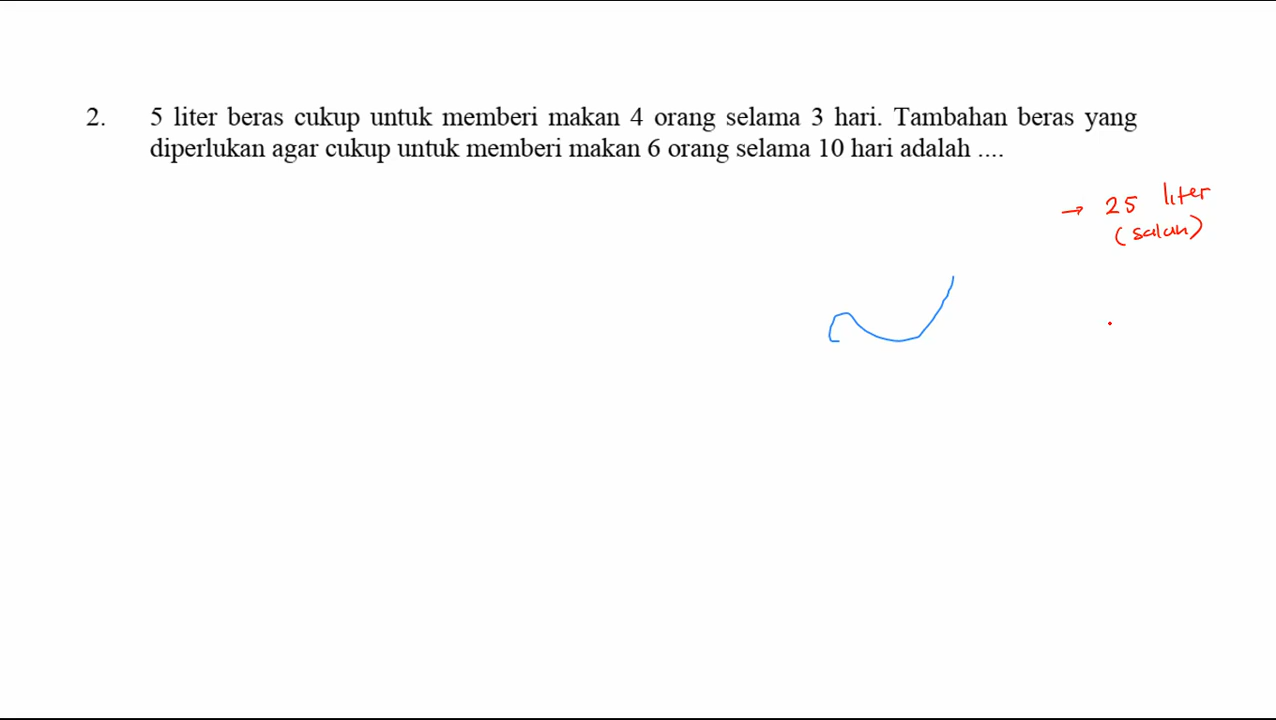 2. 5 liter beras cukup untuk memberi makan 4 orang selama 3 hari. Tambahan beras yang
diperlukan agar cukup untuk memberi makan 6 orang selama 10 hari adalah ....
→ 25 liter
(salah)